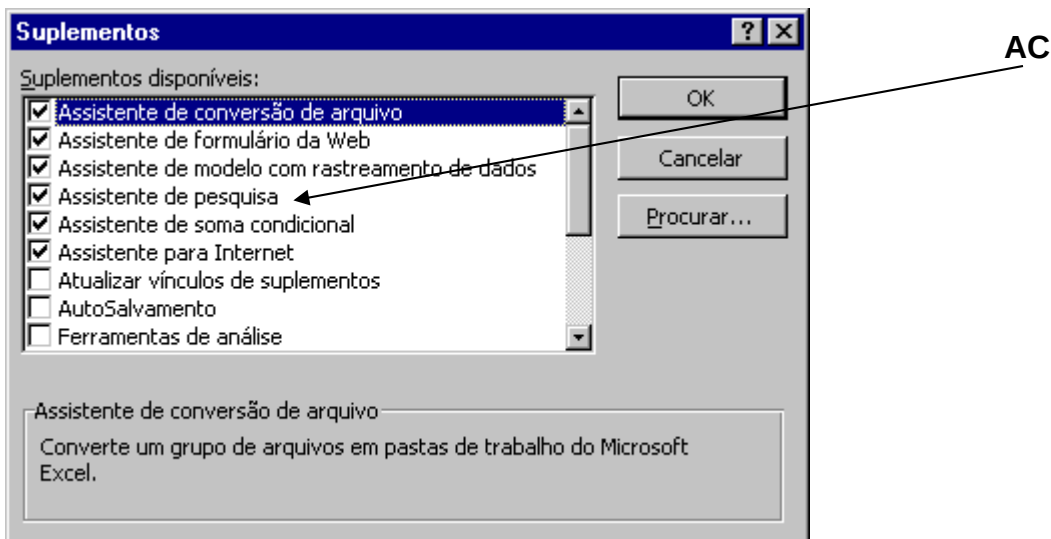 Suplementos
AC
Suplementos disponíveis:
Assistente de conversão de arquivo
Assistente de formulário da Web
Assistente de modelo com rastreamento de dados
Assistente de pesquisa
Assistente de soma condicional
Assistente para Internet
Atualizar vínculos de suplementos
AutoSalvamento
Ferramentas de análise
OK
Cancelar
Procurar...
Assistente de conversão de arquivo
Converte um grupo de arquivos em pastas de trabalho do Microsoft
Excel.